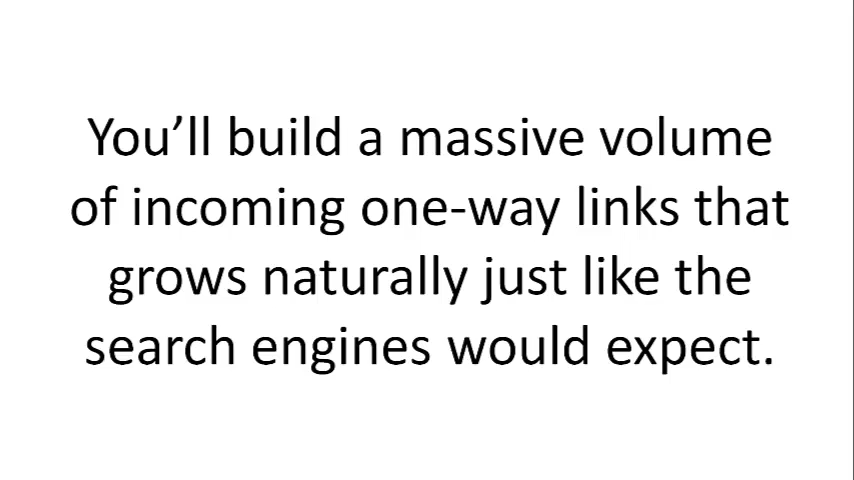 You’ll build a massive volume
of incoming one-way links that
grows naturally just like the
search engines would expect.